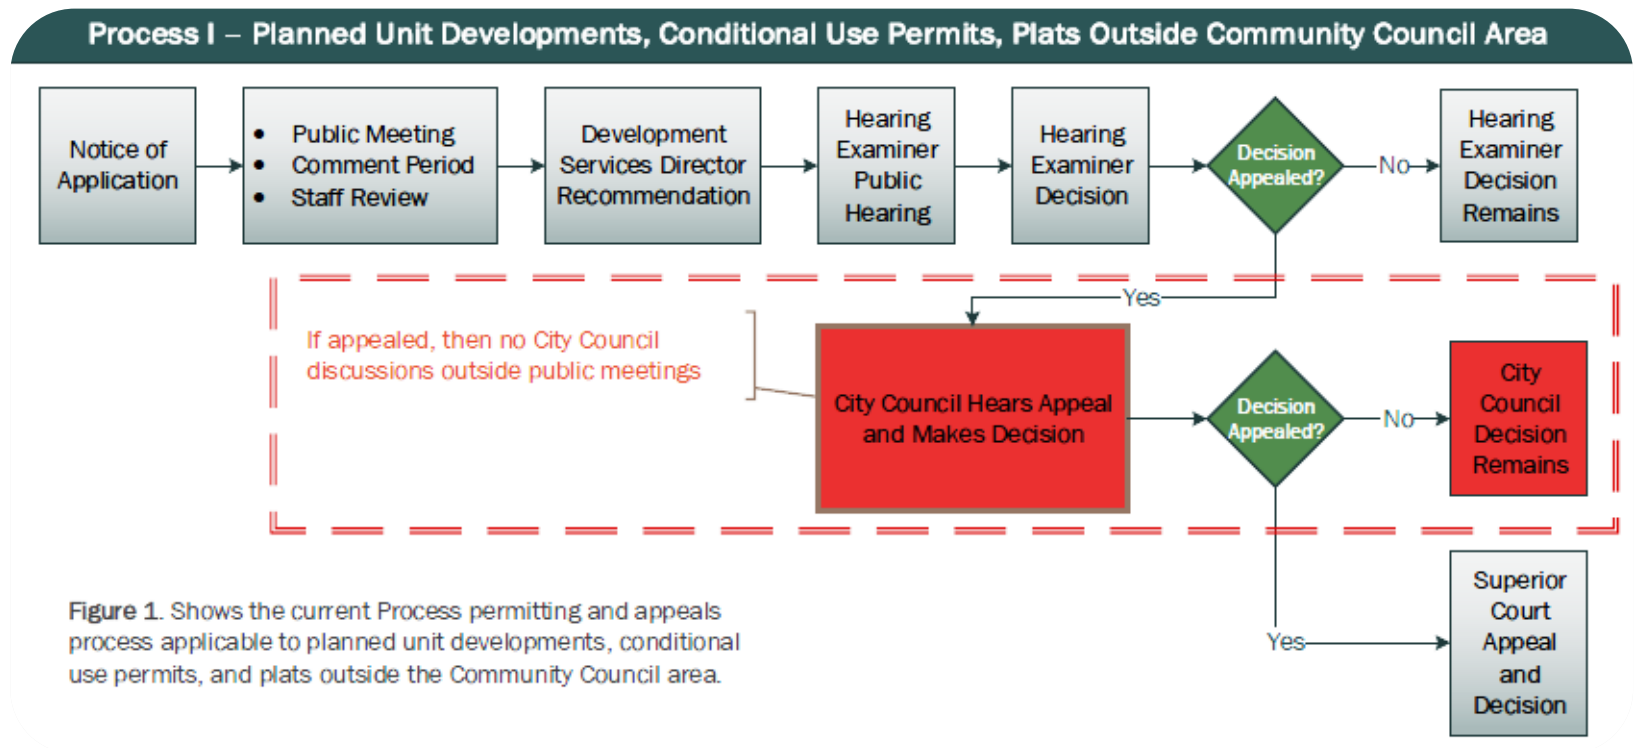 Process I – Planned Unit Developments, Conditional Use Permits, Plats Outside Community Council Area
Notice of
Application
• Public Meeting
• Comment Period
• Staff Review
Development
Services Director
Recommendation
Hearing
Examiner
Public
Hearing
Hearing
Examiner
Decision
Decision
Appealed?
No
Hearing
Examiner
Decision
Remains
Yes
If appealed, then no City Council
discussions outside public meetings
City Council Hears Appeal
and Makes Decision
Decision
Appealed?
No
City
Council
Decision
Remains
Yes
Superior
Court
Appeal
and
Decision
Figure 1. Shows the current Process permitting and appeals
process applicable to planned unit developments, conditional
use permits, and plats outside the Community Council area.